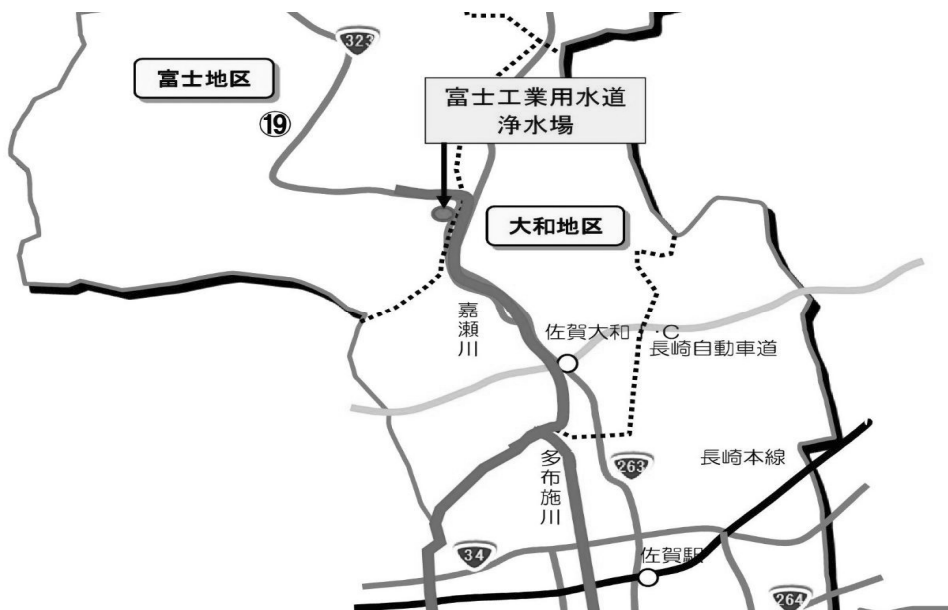 323
富士地区
⑲
富士工業用水道
浄水場
大和地区
嘉瀬川
佐賀大和 ・C
長崎自動車道
多布施川
263
長崎本線
34
佐賀駅
264